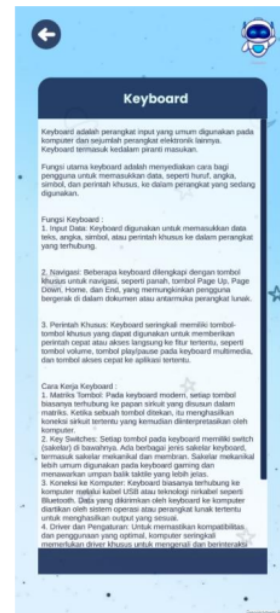 Keyboard
Keyboard adalah perangkat input yang umum digunakan pada
komputer dan sejumlah perangkat elektronik lainnya.
Keyboard termasuk kedalam piranti masukan.
Fungsi utama keyboard adalah menyediakan cara bagi
pengguna untuk memasukkan data, seperti huruf, angka,
simbol, dan perintah khusus, ke dalam perangkat yang sedang
digunakan.
Fungsi Keyboard :
1. Input Data: Keyboard digunakan untuk memasukkan data
teks, angka, simbol, atau perintah khusus ke dalam perangkat
yang terhubung.
2. Navigasi: Beberapa keyboard dilengkapi dengan tombol
khusus untuk navigasi, seperti panah, tombol Page Up, Page
Down, Home, dan End, yang memungkinkan pengguna
bergerak di dalam dokumen atau antarmuka perangkat lunak.
3. Perintah Khusus: Keyboard seringkali memiliki tombol-
tombol khusus yang dapat digunakan untuk memberikan
perintah cepat atau akses langsung ke fitur tertentu, seperti
tombol volume, tombol play/pause pada keyboard multimedia,
dan tombol akses cepat ke aplikasi tertentu.
Cara Kerja Keyboard :
1. Matriks Tombol: Pada keyboard modern, setiap tombol
biasanya terhubung ke papan sirkuit yang disusun dalam
matriks. Ketika sebuah tombol ditekan, itu menghasilkan
koneksi sirkuit tertentu yang kemudian diinterpretasikan oleh
komputer.
2. Key Switches: Setiap tombol pada keyboard memiliki switch
(sakelar) di bawahnya. Ada berbagai jenis sakelar keyboard,
termasuk sakelar mekanikal dan membran. Sakelar mekanikal
lebih umum digunakan pada keyboard gaming dan
menawarkan umpan balik taktile yang lebih jelas.
3. Koneksi ke Komputer: Keyboard biasanya terhubung ke
komputer melalui kabel USB atau teknologi nirkabel seperti
Bluetooth. Data yang dikirimkan oleh keyboard ke komputer
diartikan oleh sistem operasi atau perangkat lunak tertentu
untuk menghasilkan output yang sesuai.
4. Driver dan Pengaturan: Untuk memastikan kompatibilitas
dan penggunaan yang optimal, komputer seringkali
memerlukan driver khusus untuk mengenali dan berinteraksi